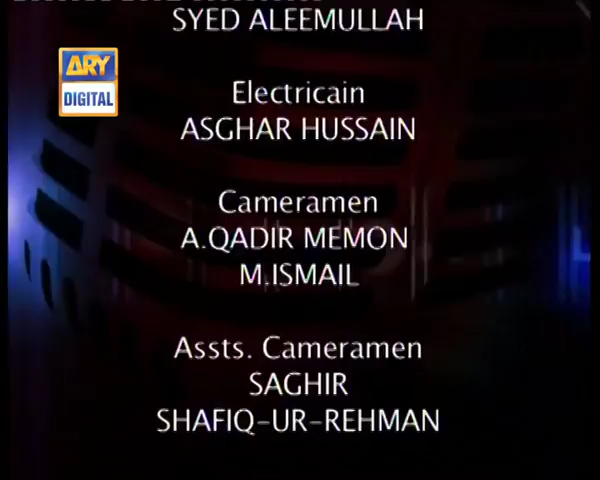 SYED ALEEMULLAH
ARY
DIGITAL
Electricain
ASGHAR HUSSAIN
Cameramen
A.QADIR MEMON
M.ISMAIL
Assts. Cameramen
SAGHIR
SHAFIQ-UR-REHMAN